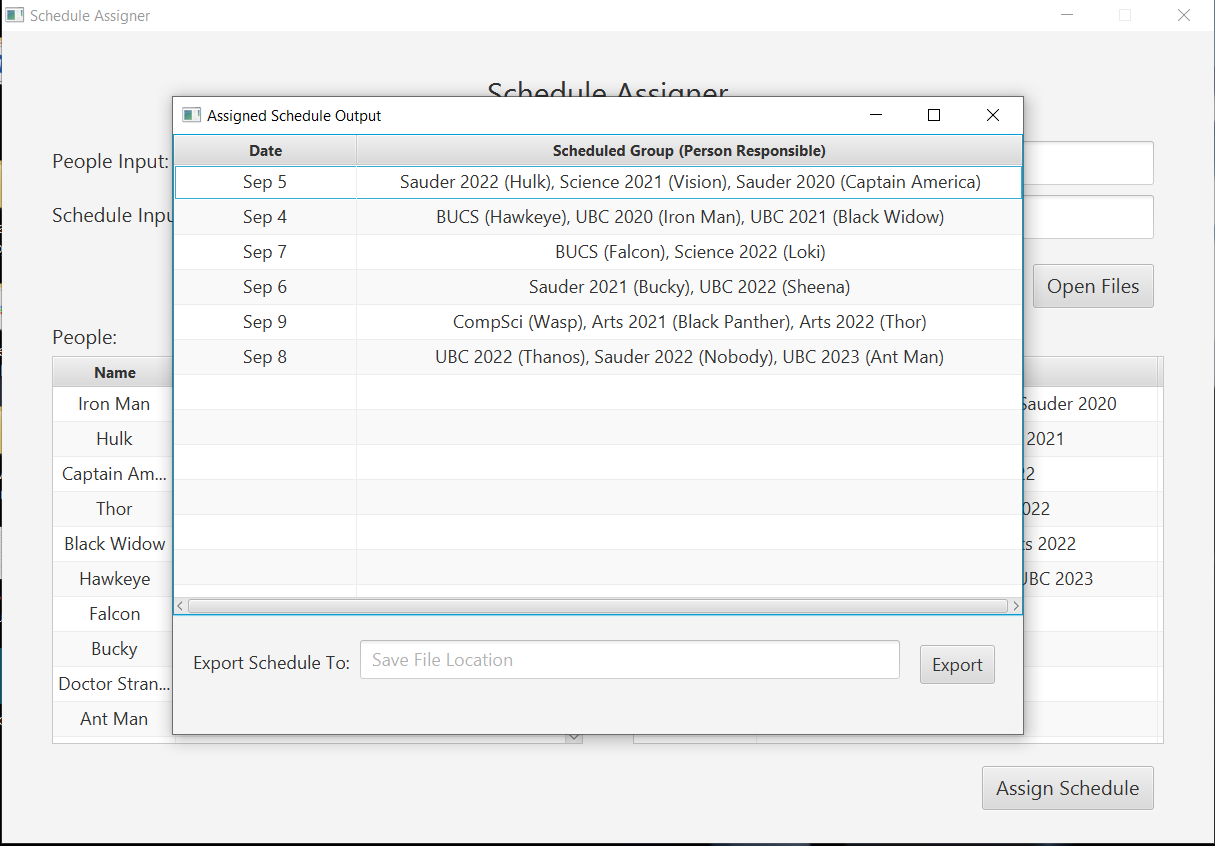 Schedule Assigner
Schedule Assigner
Assigned Schedule Output
Date Scheduled Group (Person Responsible)
Sep 5 Sauder 2022 (Hulk), Science 2021 (Vision), Sauder 2020 (Captain America)
Sep 4 BUCS (Hawkeye), UBC 2020 (Iron Man), UBC 2021 (Black Widow)
Sep 7 BUCS (Falcon), Science 2022 (Loki)
Sep 6 Sauder 2021 (Bucky), UBC 2022 (Sheena)
Sep 9 CompSci (Wasp), Arts 2021 (Black Panther), Arts 2022 (Thor)
Sep 8 UBC 2022 (Thanos), Sauder 2022 (Nobody), UBC 2023 (Ant Man)
Export Schedule To: Save File Location Export
People Input:
Schedule Inpu
Open Files
People:
Name
Iron Man
Hulk
Captain Am...
Thor
Black Widow
Hawkeye
Falcon
Bucky
Doctor Stran...
Ant Man
Sauder 2020
2021
22
022
ts 2022
UBC 2023
Assign Schedule